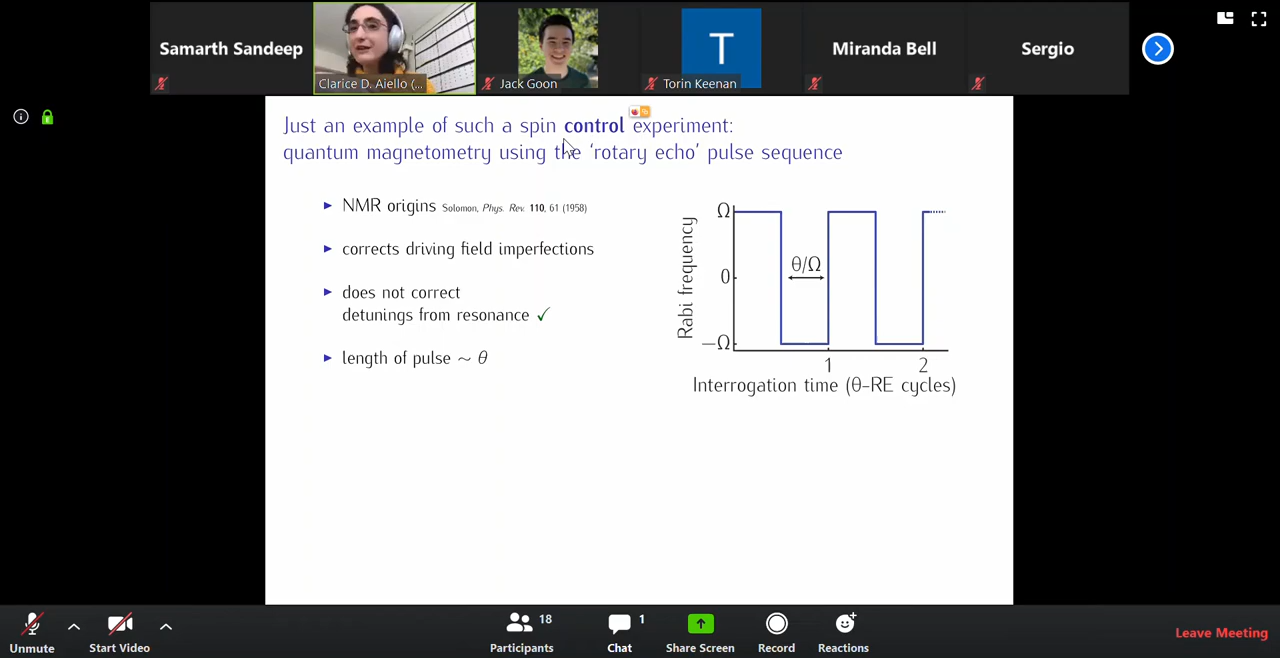 Samarth Sandeep
Clarice D. Aiello (...
Jack Goon
T
Torin Keenan
Miranda Bell
Sergio
Just an example of such a spin control experiment:
quantum magnetometry using the ‘rotary echo’ pulse sequence
▸ NMR origins Solomon, Phys. Rev. 110, 61 (1958)
▸ corrects driving field imperfections
▸ does not correct
detunings from resonance ✓
▸ length of pulse ∼ θ
Rabi frequency
Ω
0
−Ω
θ/Ω
1
2
Interrogation time (θ-RE cycles)
Unmute
Start Video
18
Participants
1
Chat
Share Screen
Record
Reactions
Leave Meeting